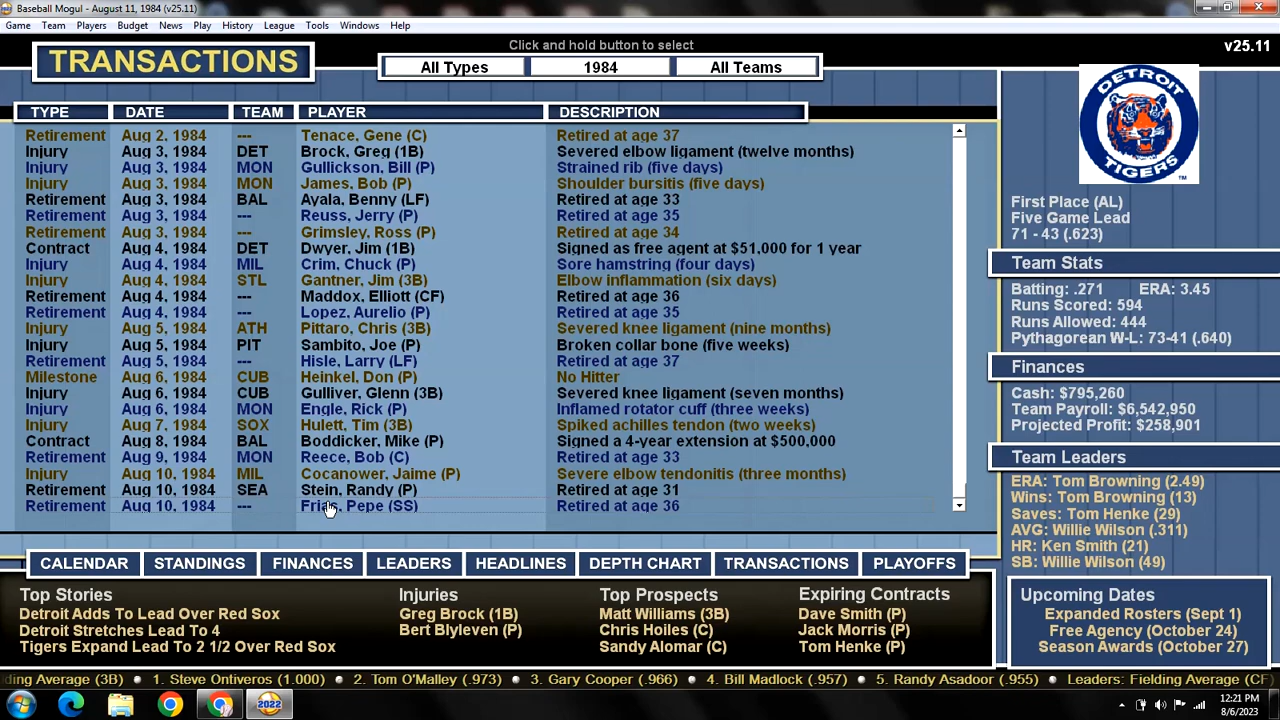 Baseball Mogul - August 11, 1984 (v25.11)
Game Team Players Budget News Play History League Tools Windows Help
Click and hold button to select
TRANSACTIONS
All Types 1984 All Teams
v25.11
TYPE DATE TEAM PLAYER DESCRIPTION
Retirement Aug 2, 1984 --- Tenace, Gene (C) Retired at age 37
Injury Aug 3, 1984 DET Brock, Greg (1B) Severed elbow ligament (twelve months)
Injury Aug 3, 1984 MON Gullickson, Bill (P) Strained rib (five days)
Injury Aug 3, 1984 MON James, Bob (P) Shoulder bursitis (five days)
Retirement Aug 3, 1984 BAL Ayala, Benny (LF) Retired at age 33
Retirement Aug 3, 1984 --- Reuss, Jerry (P) Retired at age 35
Retirement Aug 3, 1984 --- Grimsley, Ross (P) Retired at age 34
Contract Aug 4, 1984 DET Dwyer, Jim (1B) Signed as free agent at $51,000 for 1 year
Injury Aug 4, 1984 MIL Crim, Chuck (P) Sore hamstring (four days)
Injury Aug 4, 1984 STL Gantner, Jim (3B) Elbow inflammation (six days)
Retirement Aug 4, 1984 --- Maddox, Elliott (CF) Retired at age 36
Retirement Aug 4, 1984 --- Lopez, Aurelio (P) Retired at age 35
Injury Aug 5, 1984 ATH Pittaro, Chris (3B) Severed knee ligament (nine months)
Injury Aug 5, 1984 PIT Sambito, Joe (P) Broken collar bone (five weeks)
Retirement Aug 5, 1984 --- Hisle, Larry (LF) Retired at age 37
Milestone Aug 6, 1984 CUB Heinkel, Don (P) No Hitter
Injury Aug 6, 1984 CUB Gulliver, Glenn (3B) Severed knee ligament (seven months)
Injury Aug 6, 1984 MON Engle, Rick (P) Inflamed rotator cuff (three weeks)
Injury Aug 7, 1984 SOX Hulett, Tim (3B) Spiked achilles tendon (two weeks)
Contract Aug 8, 1984 BAL Boddicker, Mike (P) Signed a 4-year extension at $500,000
Retirement Aug 9, 1984 MON Reece, Bob (C) Retired at age 33
Injury Aug 10, 1984 MIL Cocanower, Jaime (P) Severe elbow tendonitis (three months)
Retirement Aug 10, 1984 SEA Stein, Randy (P) Retired at age 31
Retirement Aug 10, 1984 --- Frias, Pepe (SS) Retired at age 36
DETROIT
TIGERS
First Place (AL)
Five Game Lead
71 - 43 (.623)
Team Stats
Batting: .271 ERA: 3.45
Runs Scored: 594
Runs Allowed: 444
Pythagorean W-L: 73-41 (.640)
Finances
Cash: $795,260
Team Payroll: $6,542,950
Projected Profit: $258,901
Team Leaders
ERA: Tom Browning (2.49)
Wins: Tom Browning (13)
Saves: Tom Henke (29)
AVG: Willie Wilson (.311)
HR: Ken Smith (21)
SB: Willie Wilson (49)
CALENDAR STANDINGS FINANCES LEADERS HEADLINES DEPTH CHART TRANSACTIONS PLAYOFFS
Top Stories
Detroit Adds To Lead Over Red Sox
Detroit Stretches Lead To 4
Tigers Expand Lead To 2 1/2 Over Red Sox
Injuries
Greg Brock (1B)
Bert Blyleven (P)
Top Prospects
Matt Williams (3B)
Chris Hoiles (C)
Sandy Alomar (C)
Expiring Contracts
Dave Smith (P)
Jack Morris (P)
Tom Henke (P)
Upcoming Dates
Expanded Rosters (Sept 1)
Free Agency (October 24)
Season Awards (October 27)
lding Average (3B) • 1. Steve Ontiveros (1.000) • 2. Tom O'Malley (.973) • 3. Gary Cooper (.966) • 4. Bill Madlock (.957) • 5. Randy Asadoor (.955) • Leaders: Fielding Average (CF)
2022
12:21 PM
8/6/2023